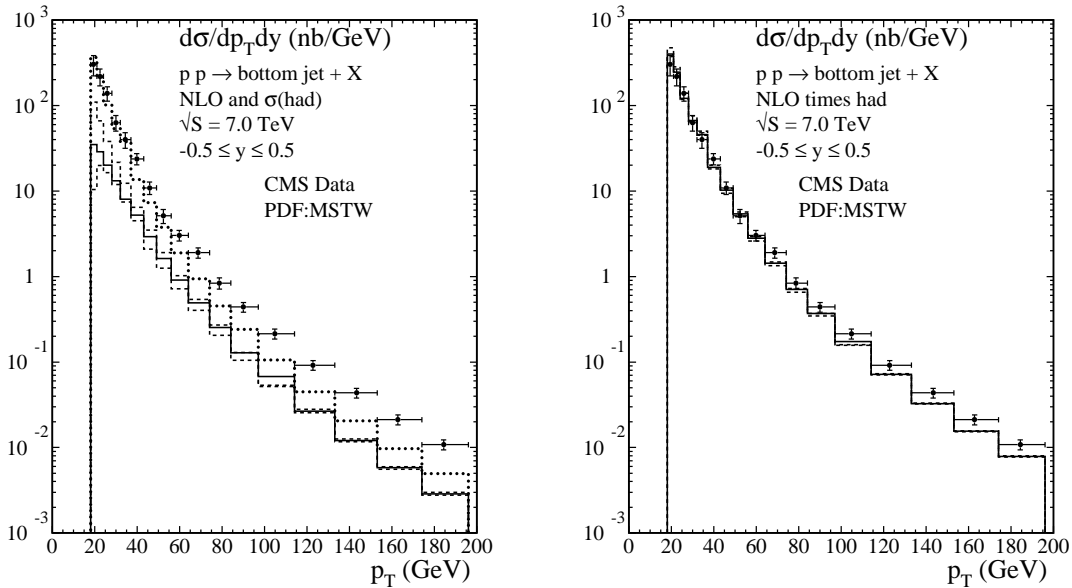 dσ/dp_T dy (nb/GeV)
p p → bottom jet + X
NLO and σ(had)
√S = 7.0 TeV
-0.5 ≤ y ≤ 0.5
CMS Data
PDF:MSTW
10^3
10^2
10
1
10^-1
10^-2
10^-3
0 20 40 60 80 100 120 140 160 180 200
p_T (GeV)
dσ/dp_T dy (nb/GeV)
p p → bottom jet + X
NLO times had
√S = 7.0 TeV
-0.5 ≤ y ≤ 0.5
CMS Data
PDF:MSTW
10^3
10^2
10
1
10^-1
10^-2
10^-3
0 20 40 60 80 100 120 140 160 180 200
p_T (GeV)